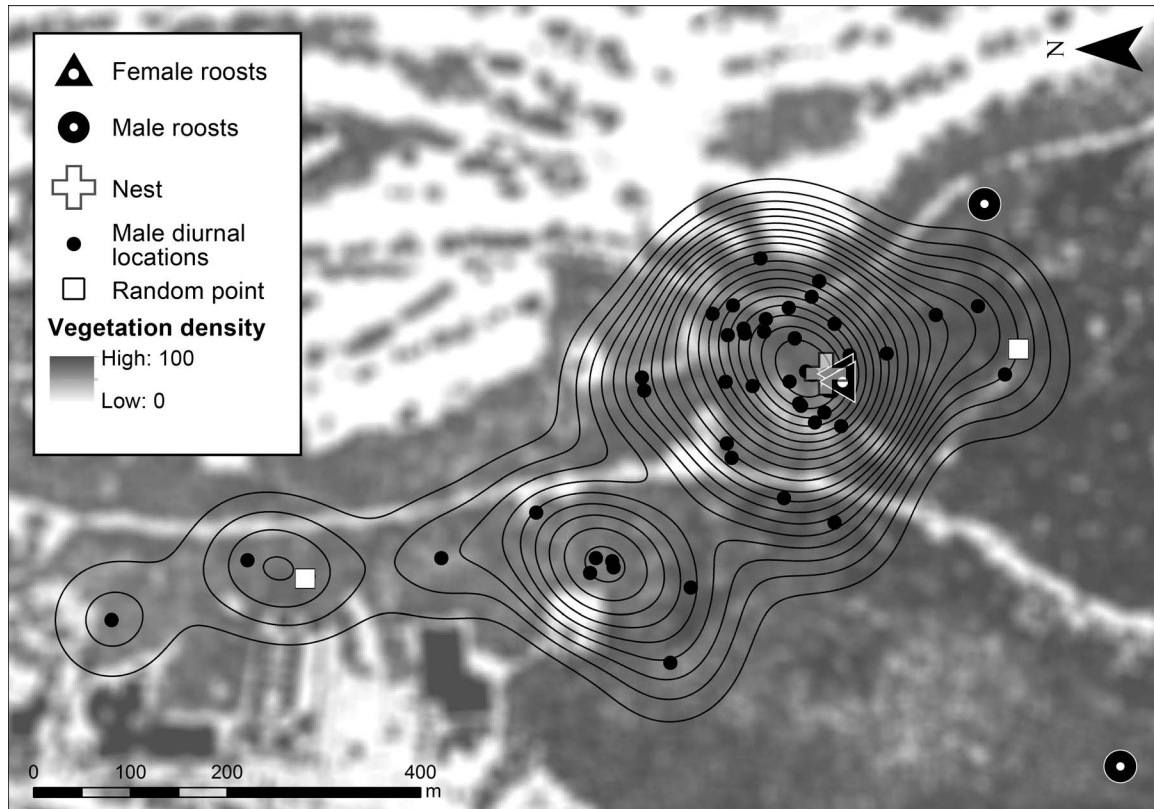 N
Female roosts
Male roosts
Nest
Male diurnal
locations
Random point
Vegetation density
High: 100
Low: 0
0 100 200 400
m